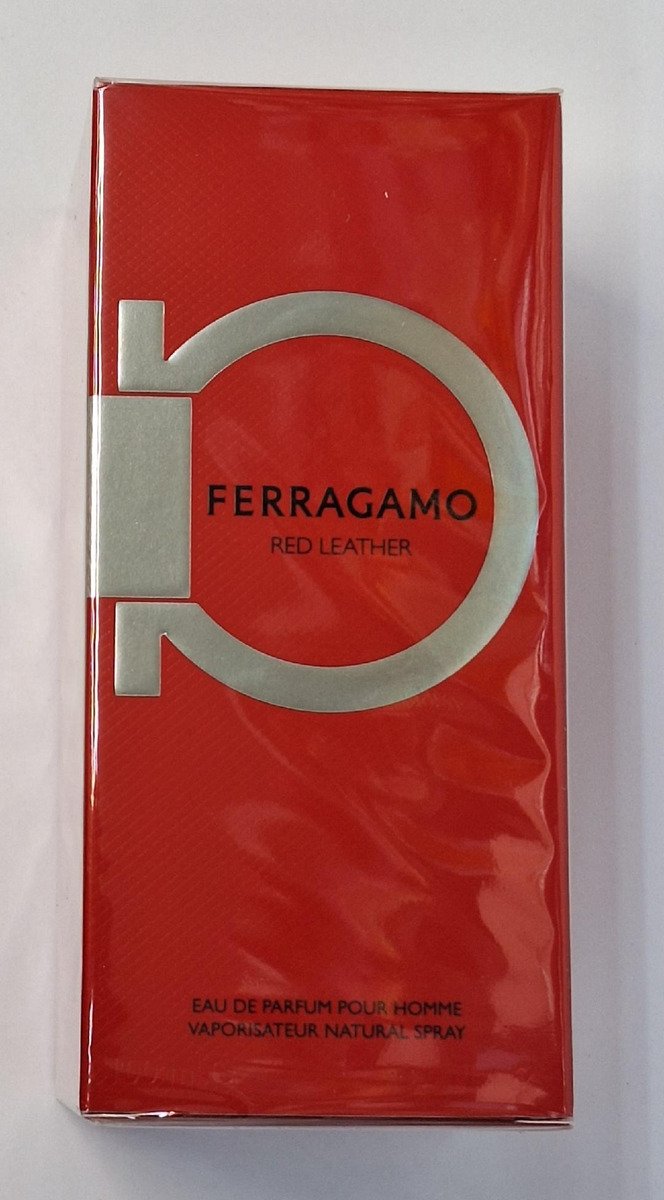 FERRAGAMO
RED LEATHER
EAU DE PARFUM POUR HOMME
VAPORISATEUR NATURAL SPRAY